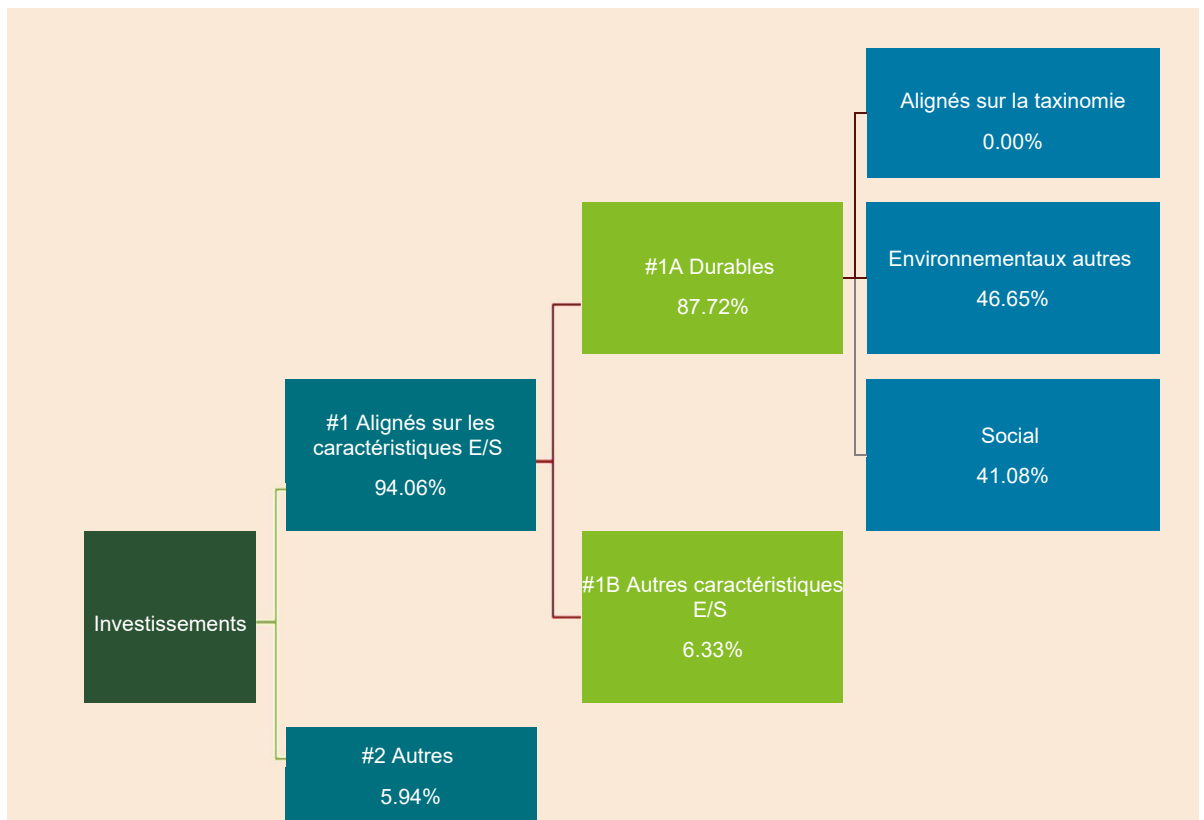 Alignés sur la taxinomie
0.00%
#1A Durables
87.72%
Environnementaux autres
46.65%
#1 Alignés sur les
caractéristiques E/S
94.06%
Social
41.08%
Investissements
#1B Autres caractéristiques
E/S
6.33%
#2 Autres
5.94%